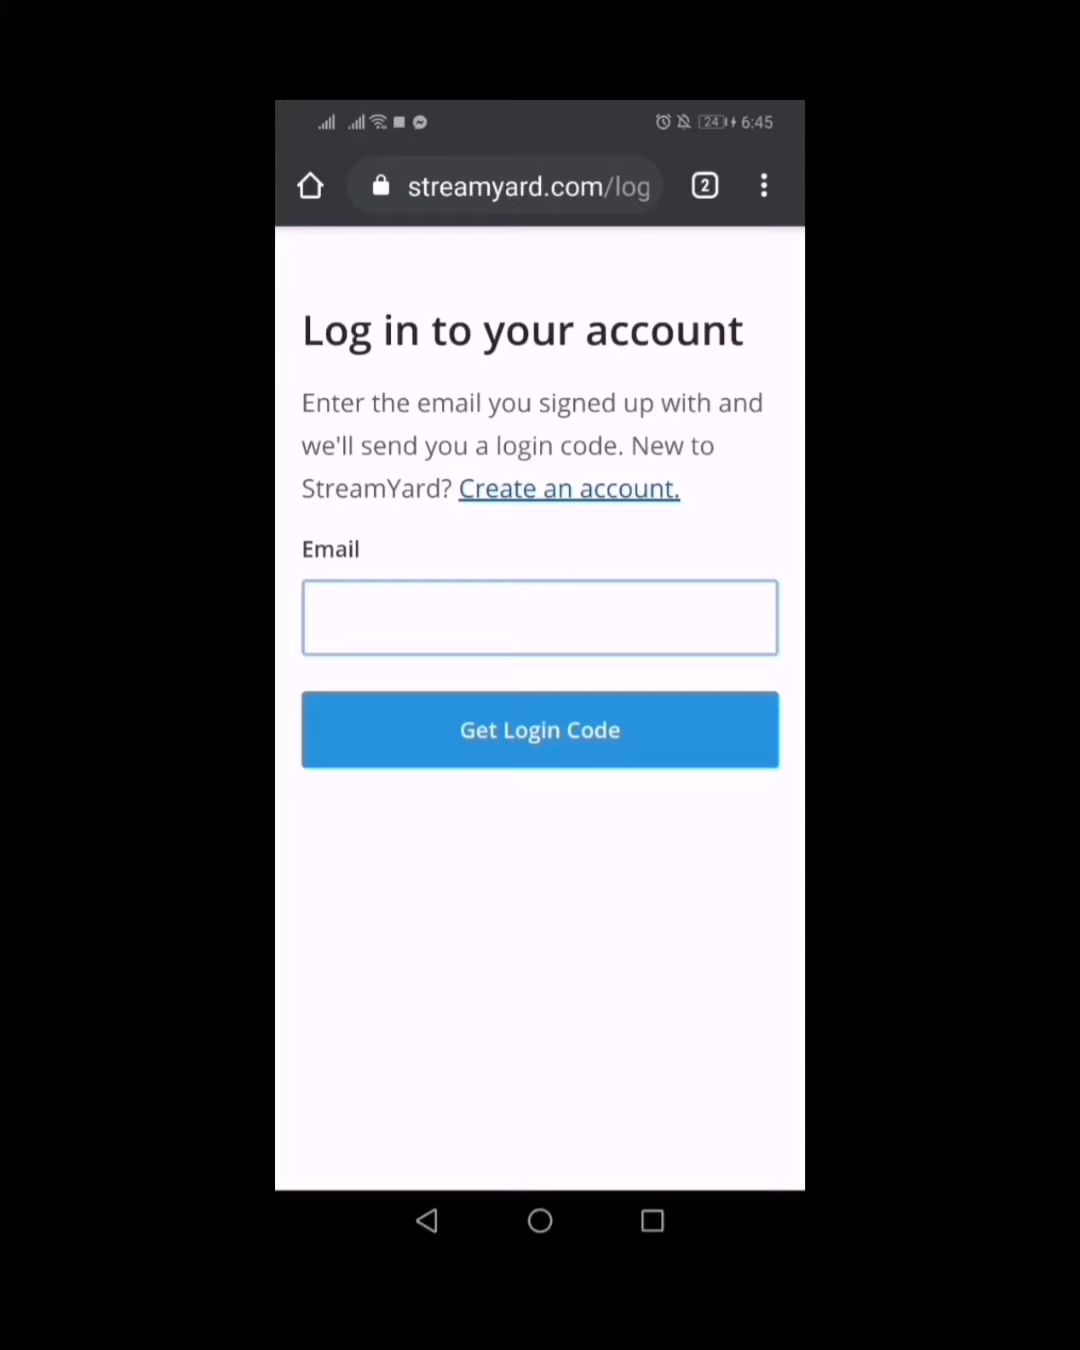 24 6:45
streamyard.com/log
2
Log in to your account
Enter the email you signed up with and
we'll send you a login code. New to
StreamYard? Create an account.
Email
Get Login Code